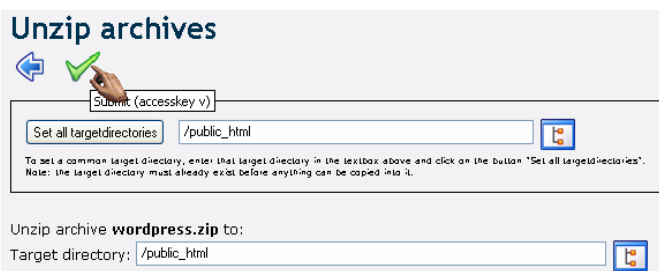 Unzip archives
Submit (accesskey v)
Set all targetdirectories /public_html
To set a common target directory, enter that target directory in the textbox above and click on the button "Set all targetdirectories".
Note: the target directory must already exist before anything can be copied into it.
Unzip archive wordpress.zip to:
Target directory: /public_html